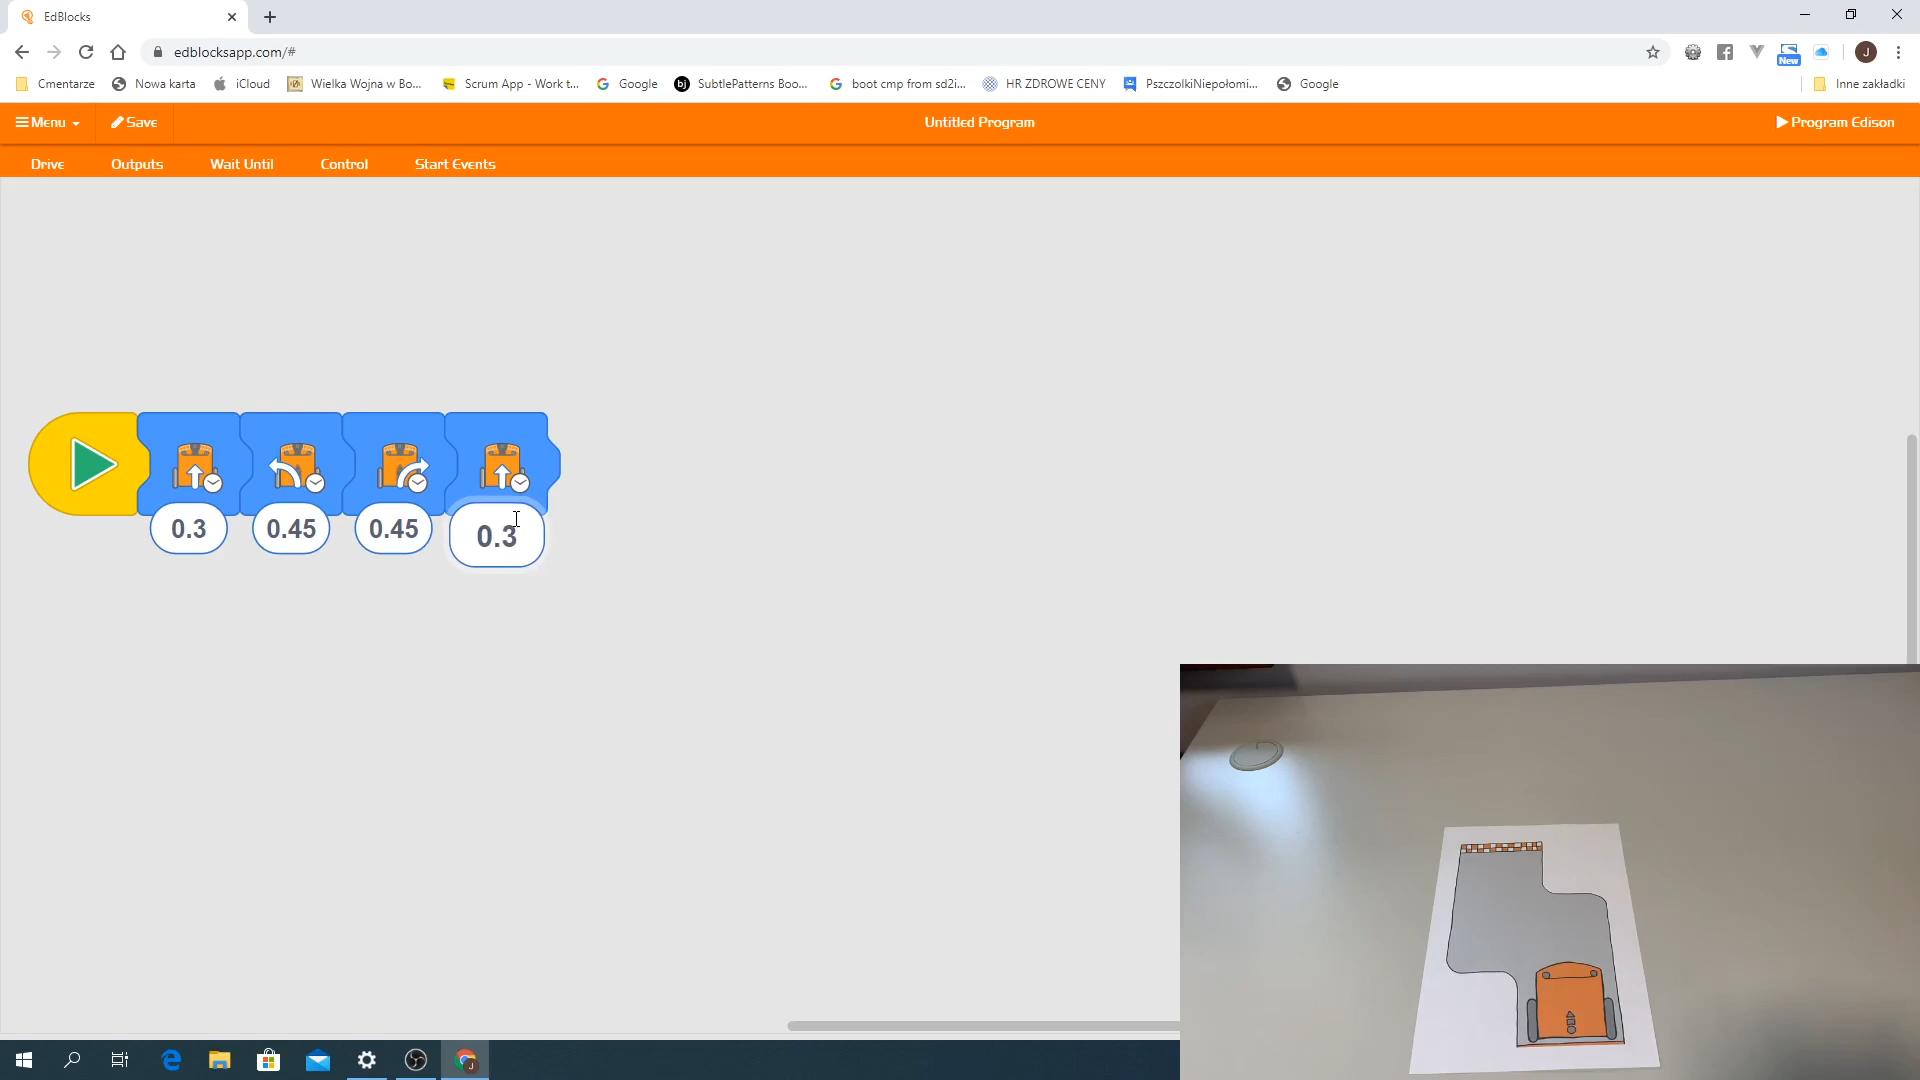 EdBlocks
edblocksapp.com/#
New
J
Cmentarze
Nowa karta
iCloud
Wielka Wojna w Bo...
Scrum App - Work t...
Google
SubtlePatterns Boo...
boot cmp from sd2i...
HR ZDROWE CENY
PszczolkiNiepołomi...
Google
Inne zakładki
Menu
Save
Untitled Program
Program Edison
Drive
Outputs
Wait Until
Control
Start Events
0.3
0.45
0.45
0.3